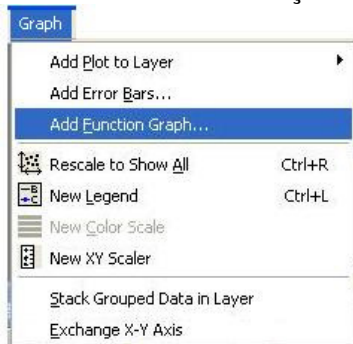 Graph
Add Plot to Layer
Add Error Bars...
Add Function Graph...
Rescale to Show All Ctrl+R
New Legend Ctrl+L
New Color Scale
New XY Scaler
Stack Grouped Data in Layer
Exchange X-Y Axis